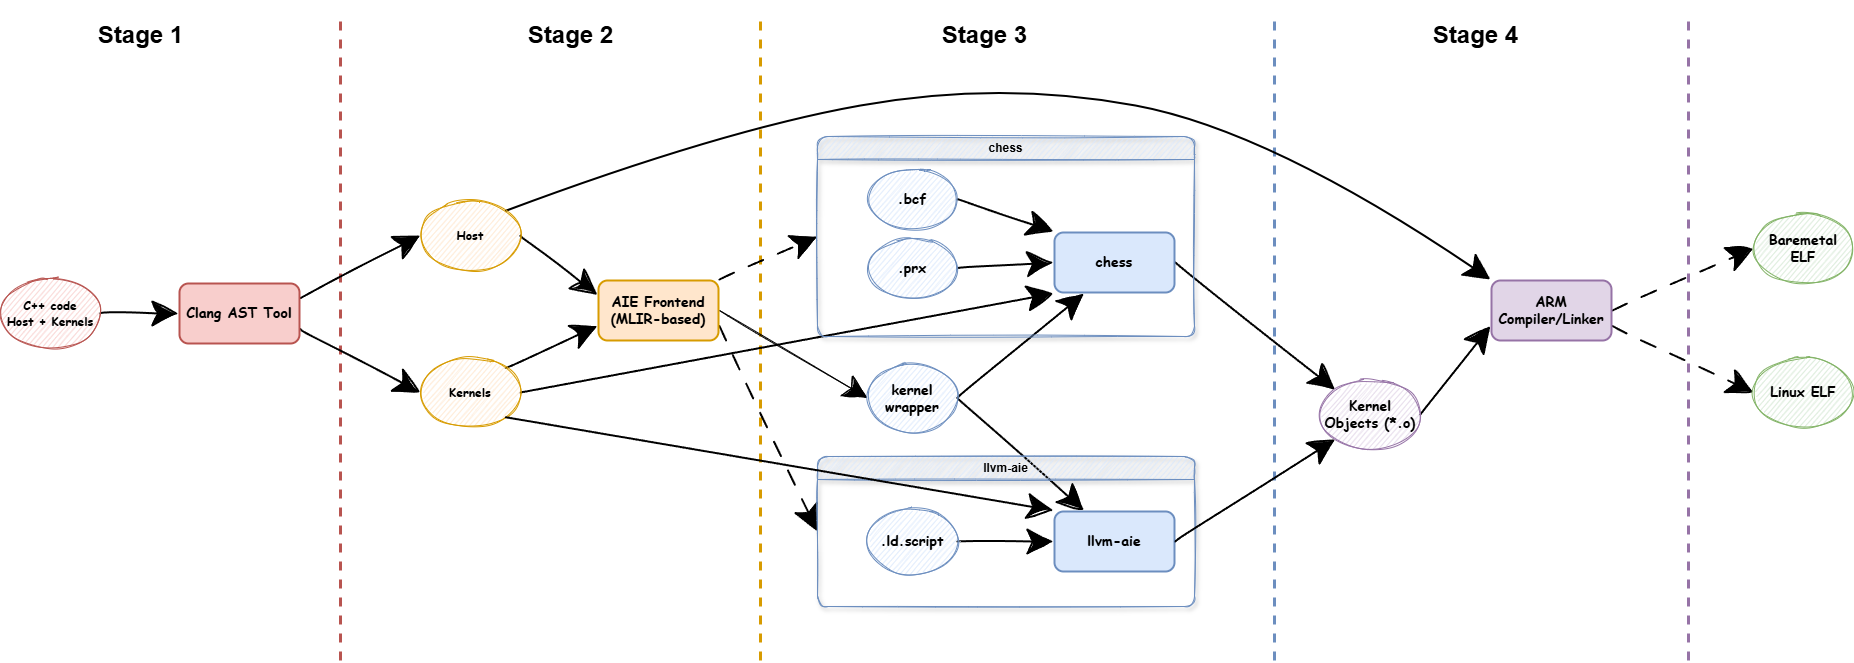 Stage 1
Stage 2
Stage 3
Stage 4
C++ code
Host + Kernels
Clang AST Tool
Host
Kernels
AIE Frontend
(MLIR-based)
chess
.bcf
.prx
chess
kernel
wrapper
llvm-aie
.ld.script
llvm-aie
Kernel
Objects (*.o)
ARM
Compiler/Linker
Baremetal
ELF
Linux ELF